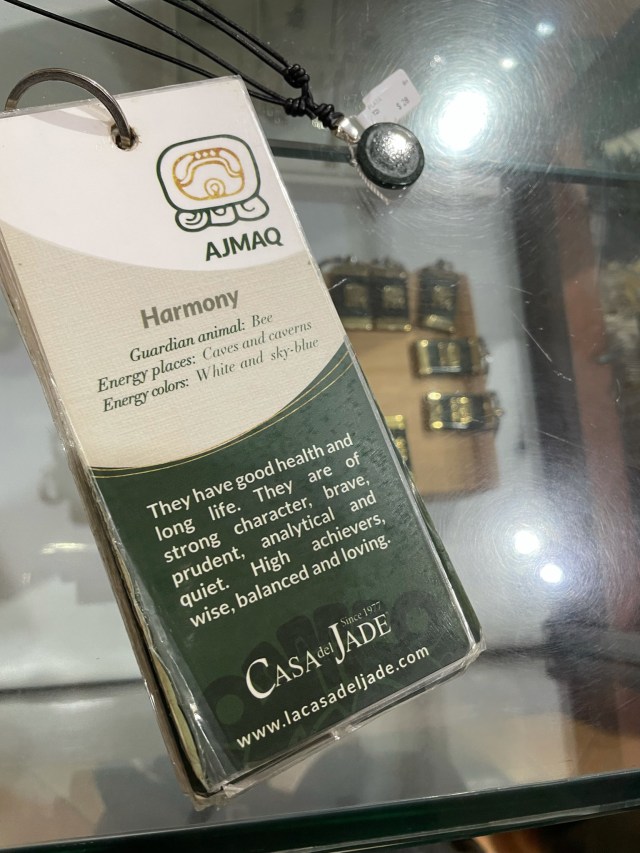 AJMAQ
Harmony
Guardian animal: Bee
Energy places: Caves and caverns
Energy colors: White and sky-blue
They have good health and
long life. They are of
strong character, brave,
prudent, analytical and
quiet. High achievers,
wise, balanced and loving.
Since 1977
CASA del JADE
www.lacasadeljade.com